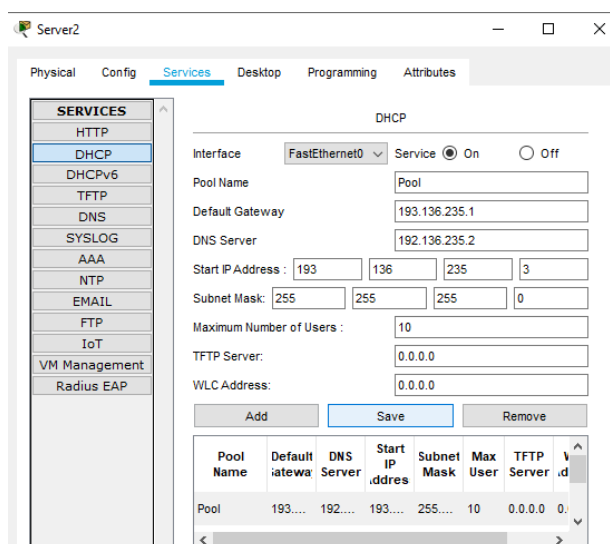 Server2
Physical Config Services Desktop Programming Attributes
SERVICES
HTTP
DHCP
DHCPv6
TFTP
DNS
SYSLOG
AAA
NTP
EMAIL
FTP
IoT
VM Management
Radius EAP
DHCP
Interface FastEthernet0 Service On Off
Pool Name Pool
Default Gateway 193.136.235.1
DNS Server 192.136.235.2
Start IP Address : 193 136 235 3
Subnet Mask: 255 255 255 0
Maximum Number of Users : 10
TFTP Server: 0.0.0.0
WLC Address: 0.0.0.0
Add Save Remove
Pool Default DNS Start Subnet Max TFTP
Name Server IP Mask User Server
Pool 193.... 192.... 193.... 255.... 10 0.0.0.0